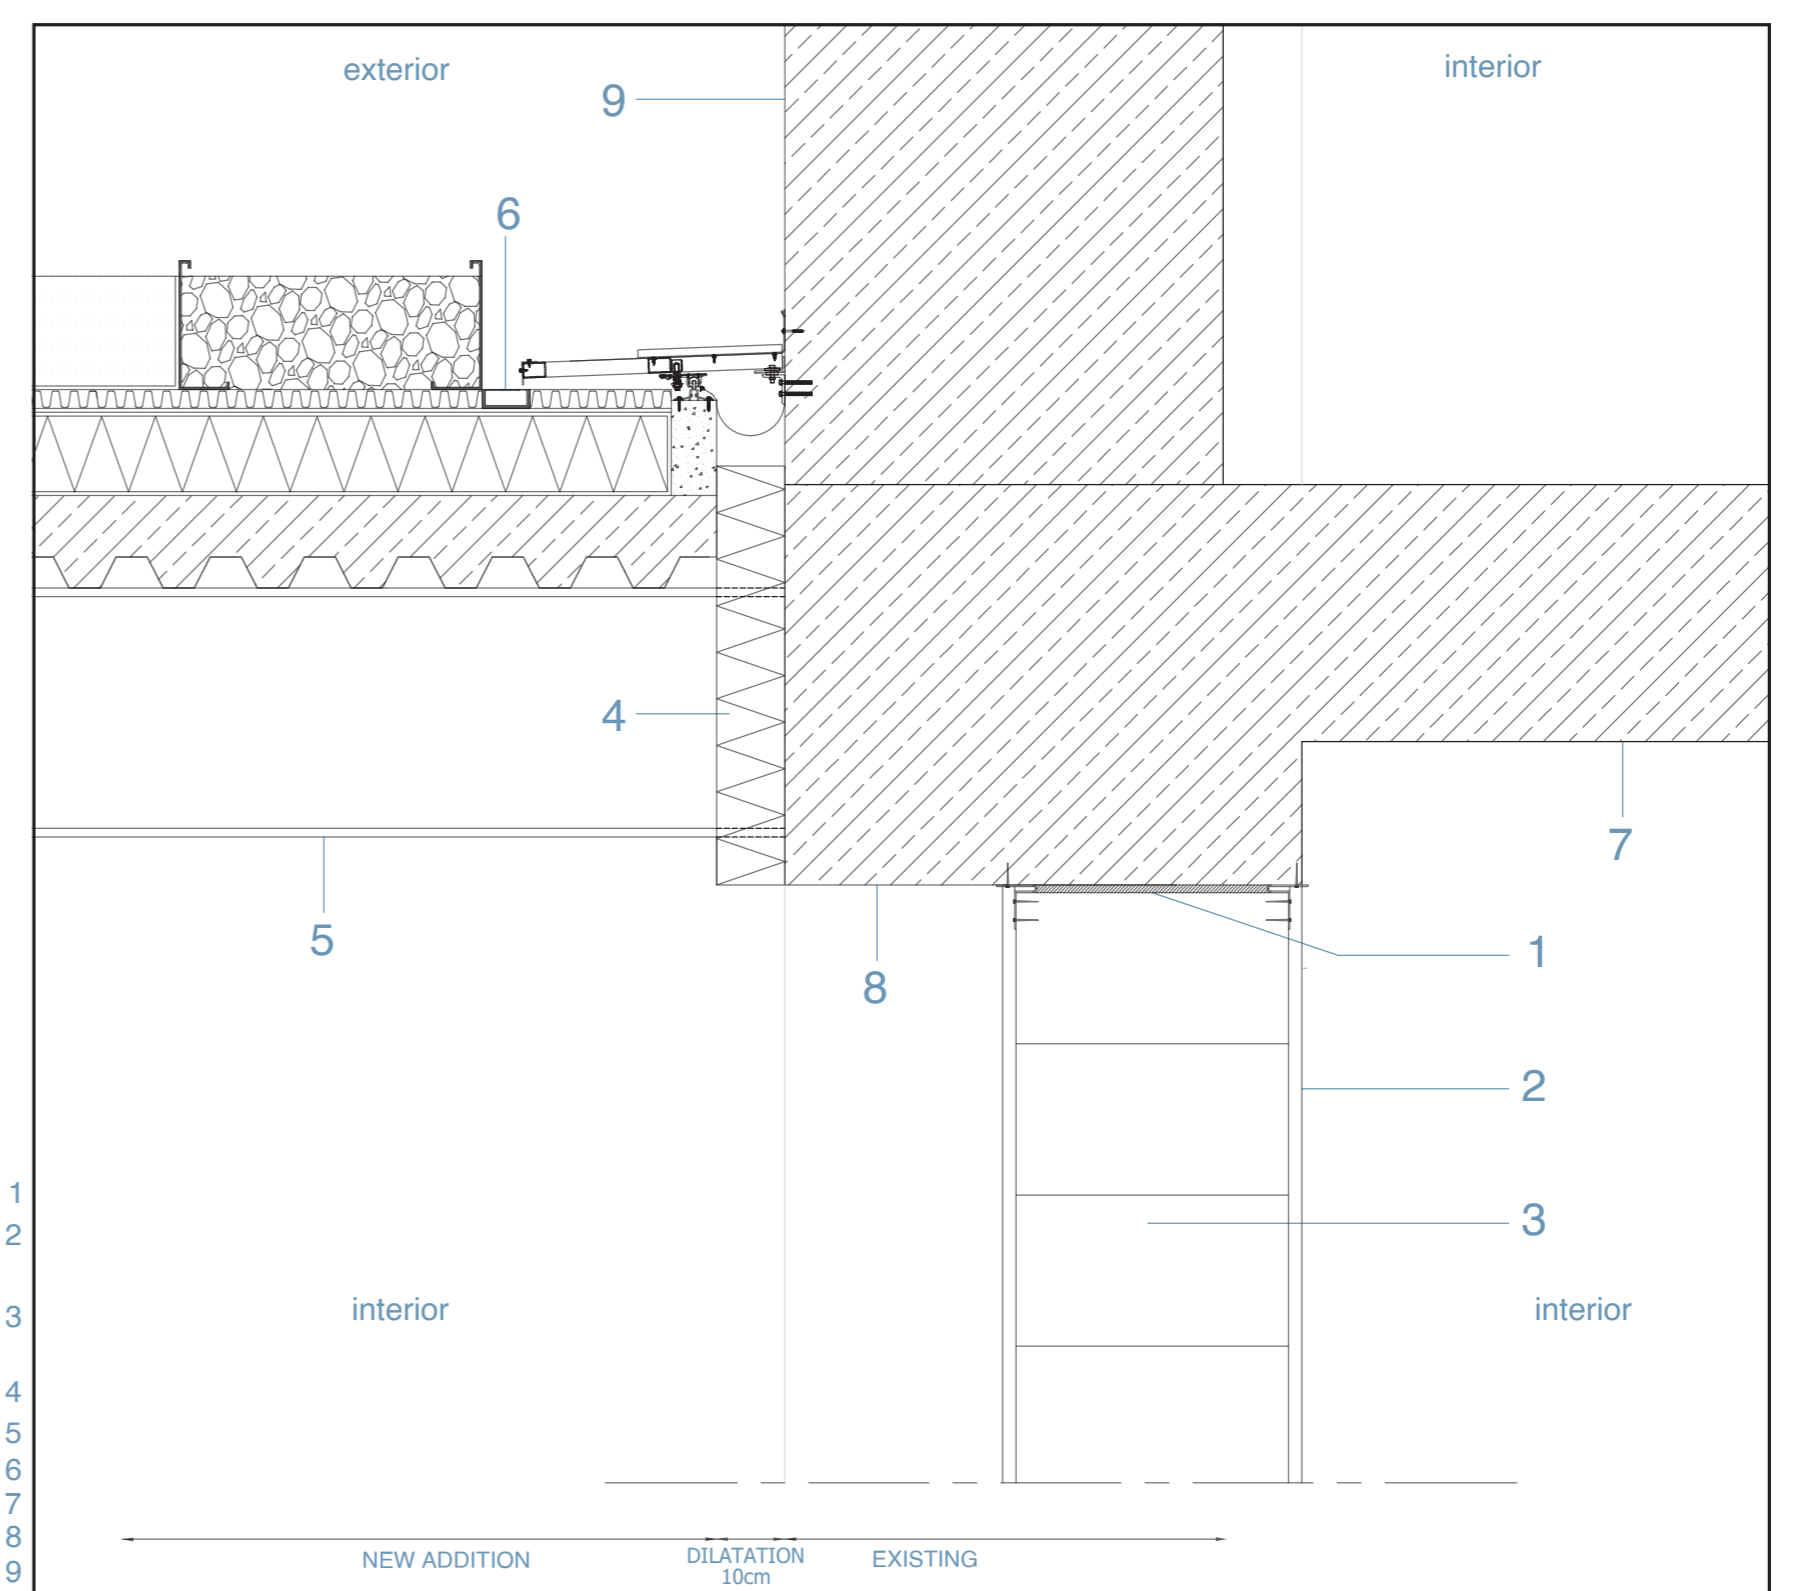 exterior
interior
9
6
4
7
5
1
8
2
1
3
2
interior
interior
3
4
5
6
7
8
NEW ADDITION
DILATATION
10cm
EXISTING
9